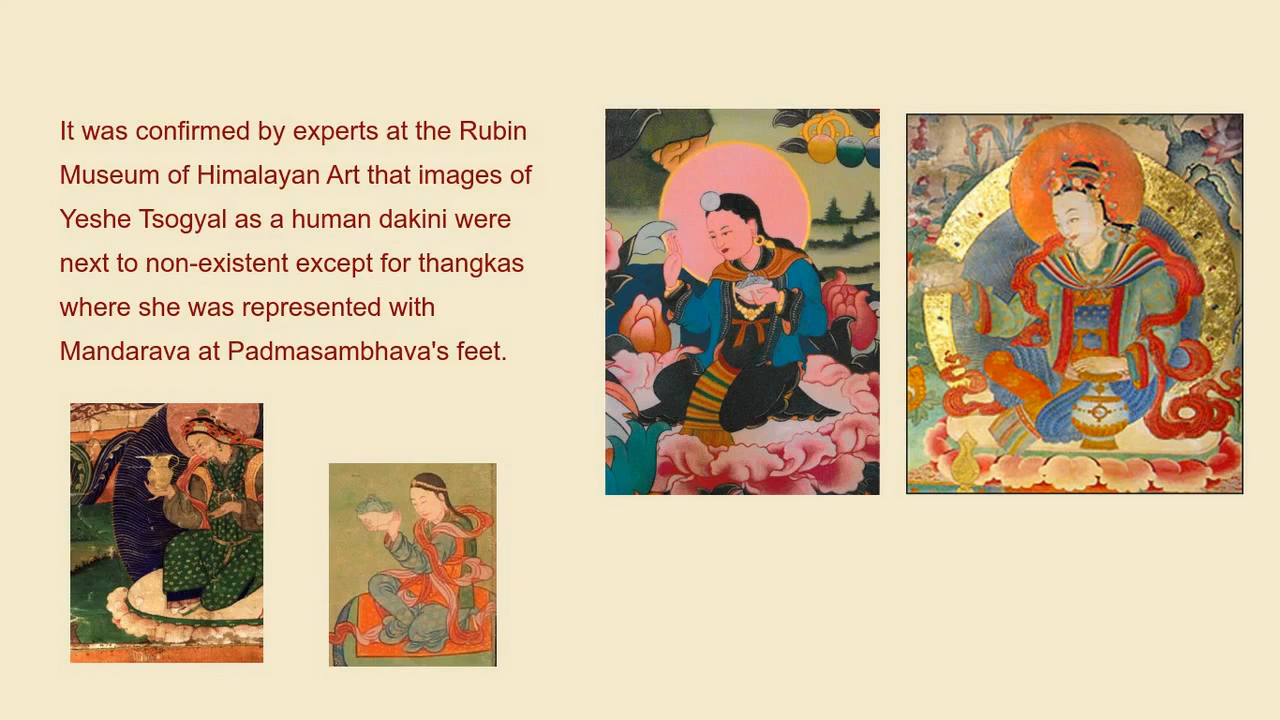 It was confirmed by experts at the Rubin
Museum of Himalayan Art that images of
Yeshe Tsogyal as a human dakini were
next to non-existent except for thangkas
where she was represented with
Mandarava at Padmasambhava's feet.